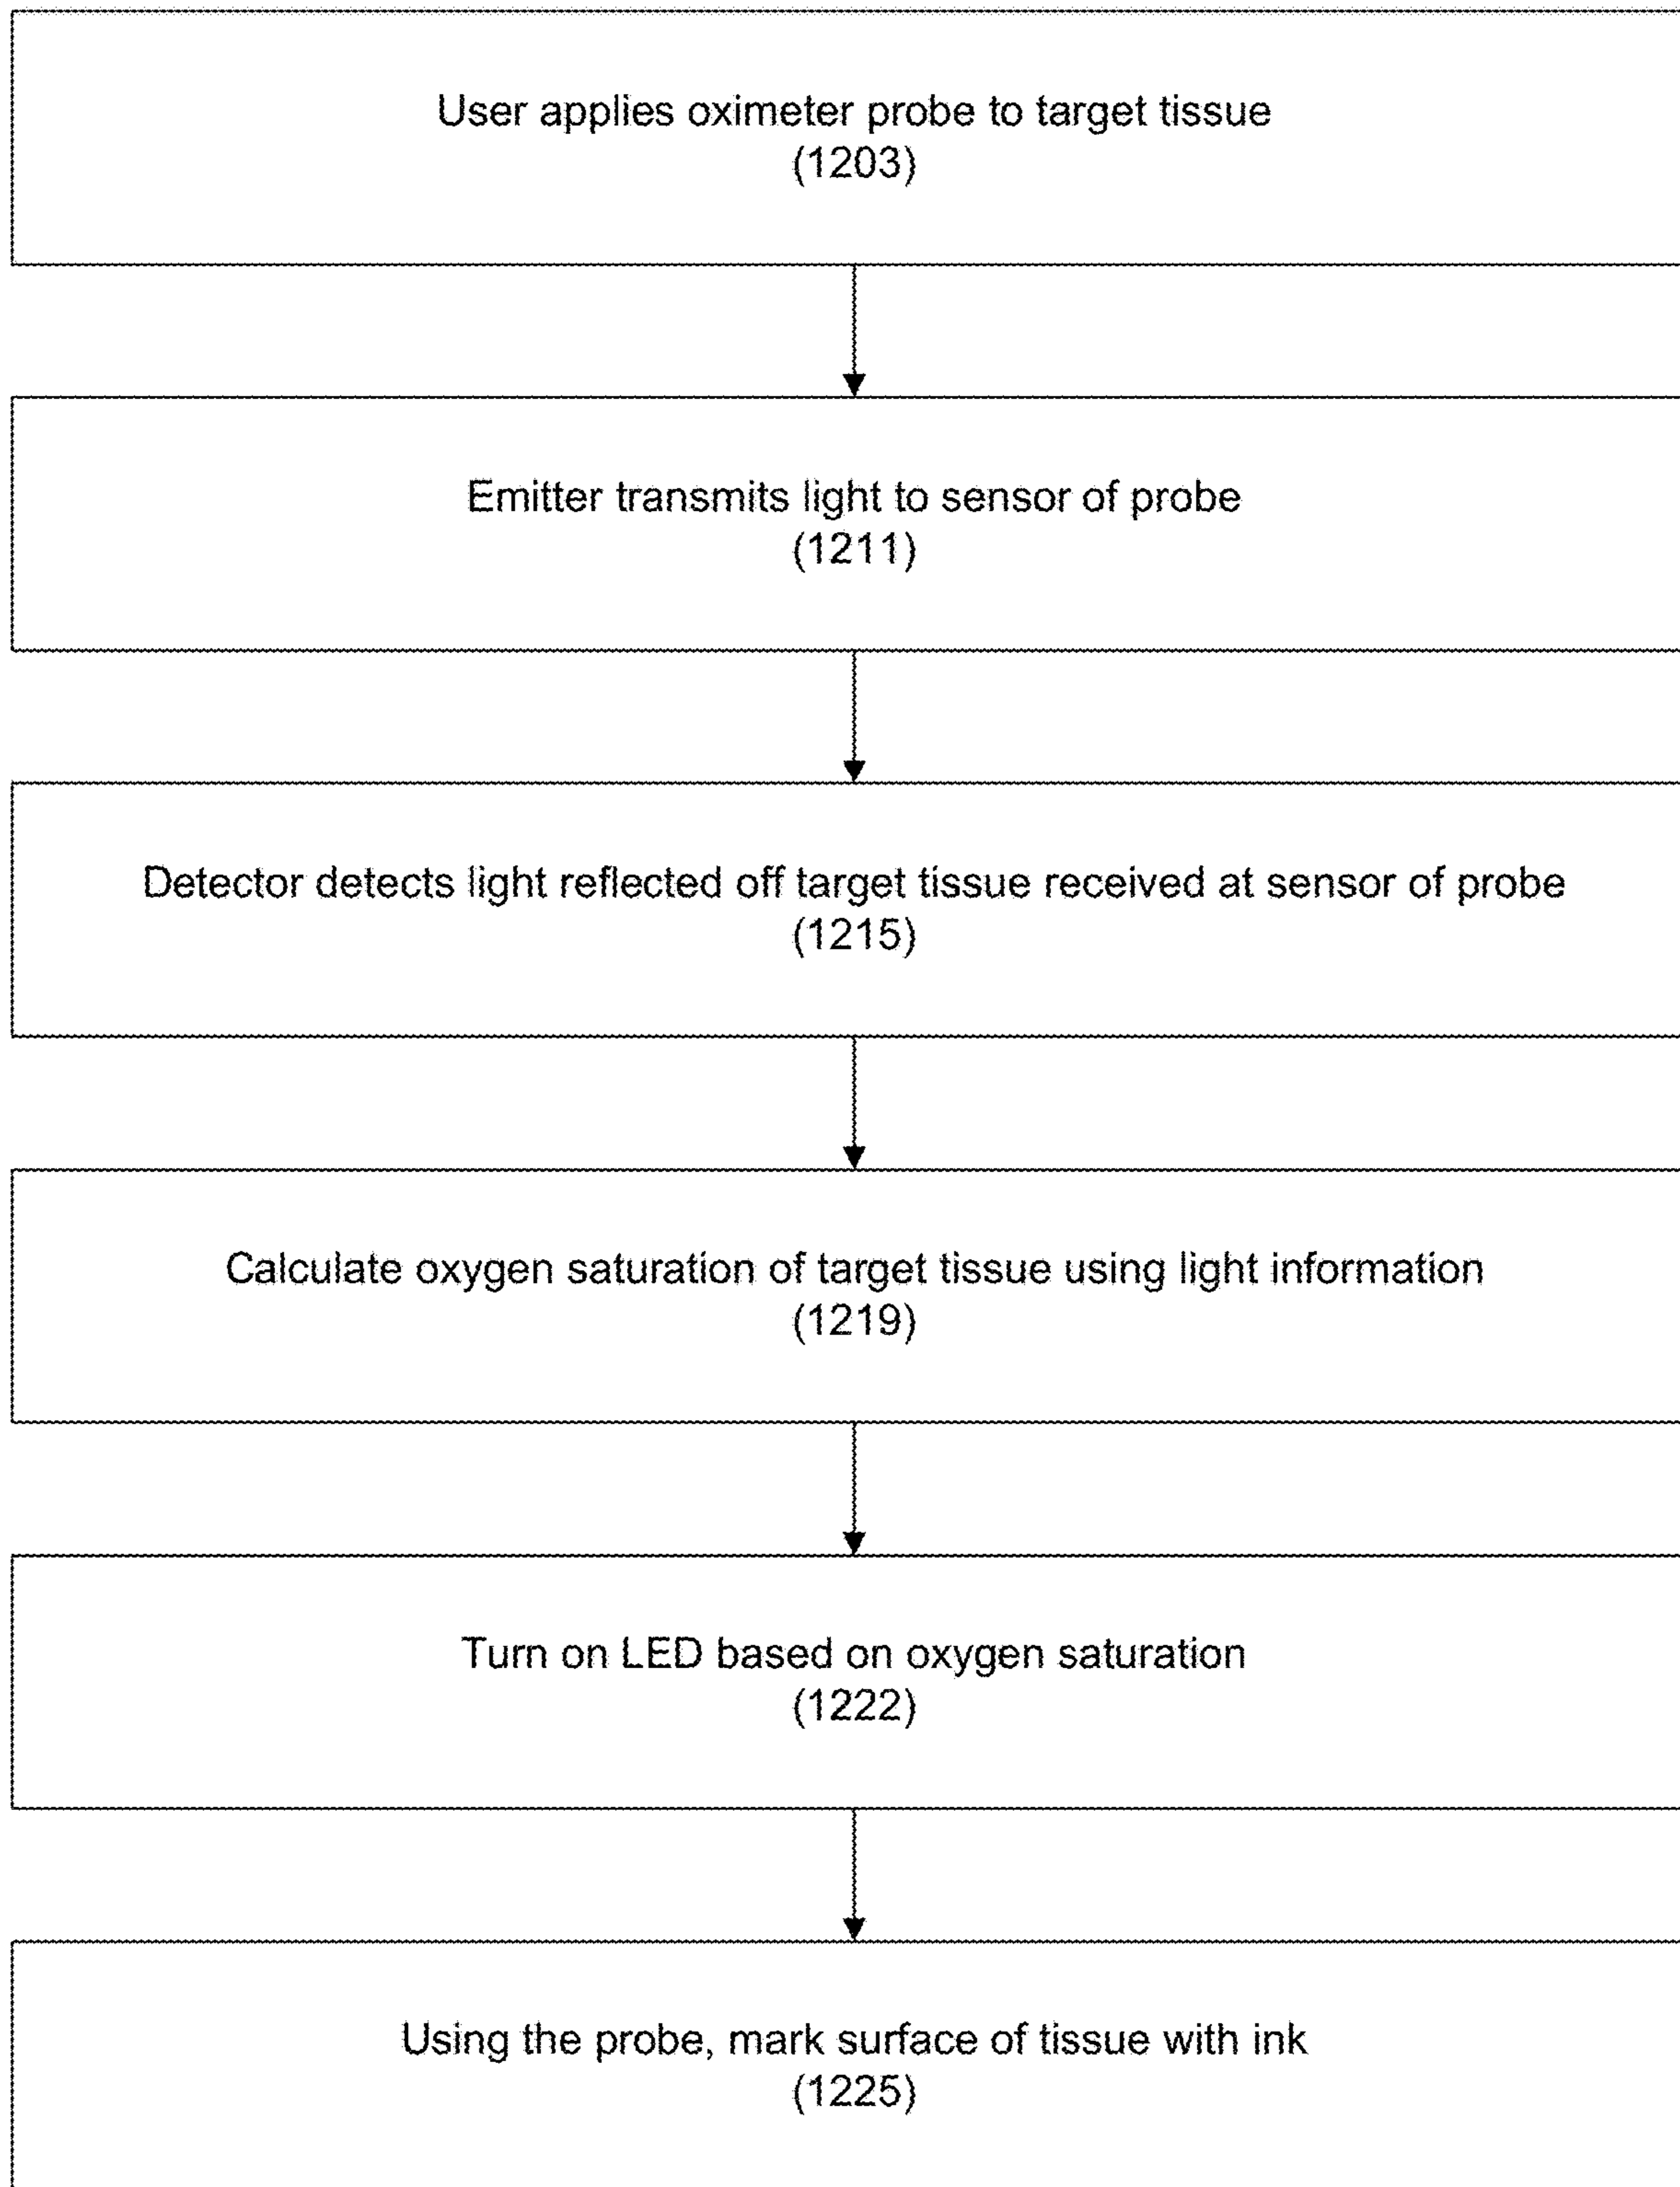 User applies oximeter probe to target tissue
(1203)
Emitter transmits light to sensor of probe
(1211)
Detector detects light reflected off target tissue received at sensor of probe
(1215)
Calculate oxygen saturation of target tissue using light information
(1219)
Turn on LED based on oxygen saturation
(1222)
Using the probe, mark surface of tissue with ink
(1225)